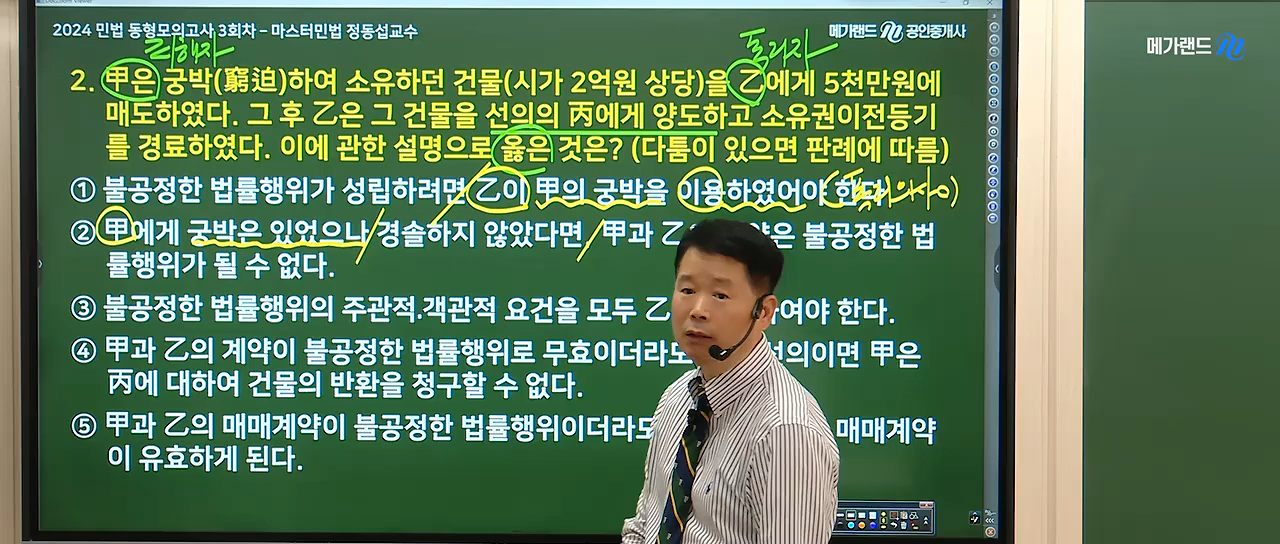 2024 민법 동형모의고사 3회차 – 마스터민법 정동섭교수
메가랜드 공인중개사
메가랜드
피해자
폭리자
2. 甲은 궁박(窮迫)하여 소유하던 건물(시가 2억원 상당)을 乙에게 5천만원에
매도하였다. 그 후 乙은 그 건물을 선의의 丙에게 양도하고 소유권이전등기
를 경료하였다. 이에 관한 설명으로 옳은 것은? (다툼이 있으면 판례에 따름)
① 불공정한 법률행위가 성립하려면 乙이 甲의 궁박을 이용하였어야 한다. (폭리의사O)
② 甲에게 궁박은 있었으나 경솔하지 않았다면, 甲과 乙 은 불공정한 법
률행위가 될 수 없다.
③ 불공정한 법률행위의 주관적.객관적 요건을 모두 乙 하여야 한다.
④ 甲과 乙의 계약이 불공정한 법률행위로 무효이더라도 선의이면 甲은
丙에 대하여 건물의 반환을 청구할 수 없다.
⑤ 甲과 乙의 매매계약이 불공정한 법률행위이더라도 매매계약
이 유효하게 된다.